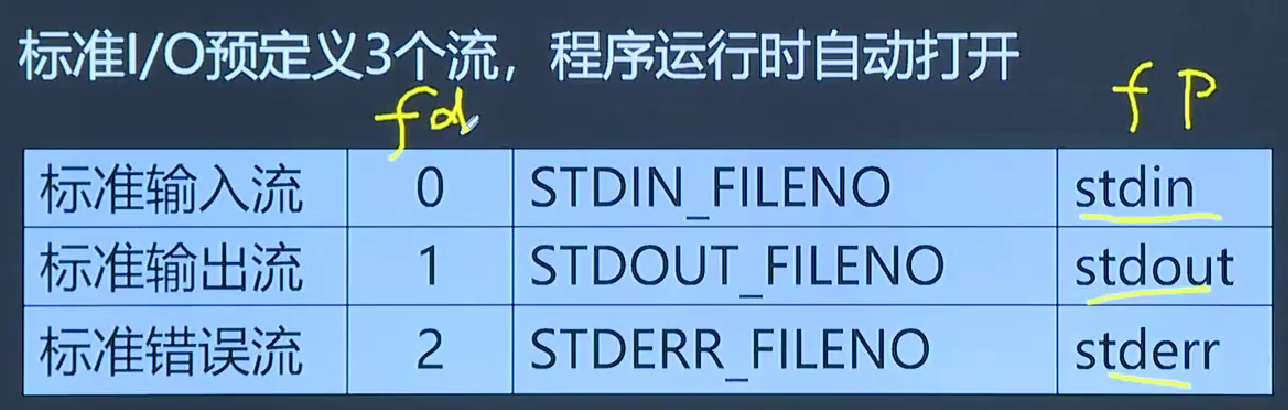 标准I/O预定义3个流，程序运行时自动打开
fd
fp
标准输入流 0 STDIN_FILENO stdin
标准输出流 1 STDOUT_FILENO stdout
标准错误流 2 STDERR_FILENO stderr